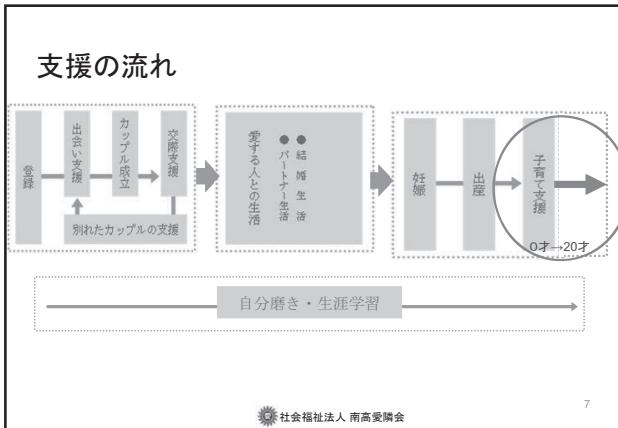 支援の流れ
登録
出会い支援
カップル成立
交際支援
別れたカップルの支援
愛する人との生活
●結婚生活
●パートナー生活
妊娠
出産
子育て支援
0才→20才
自分磨き・生涯学習
社会福祉法人 南高愛隣会
7